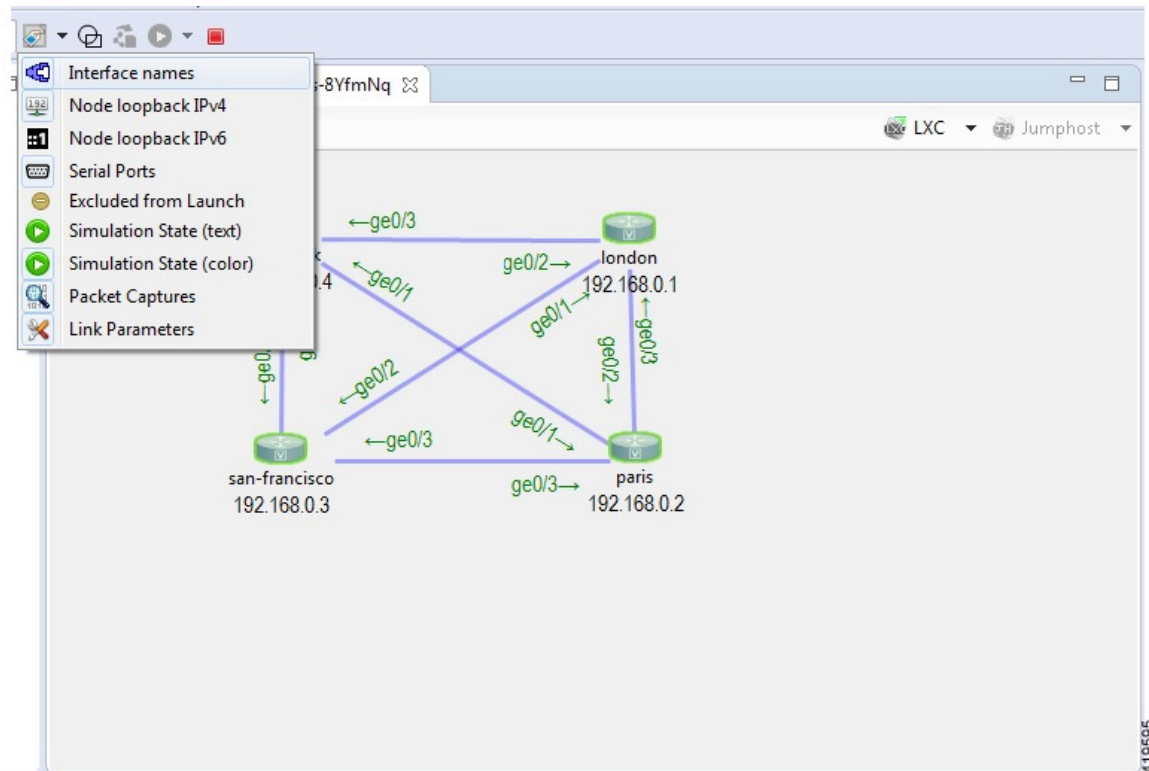 Interface names
Node loopback IPv4
Node loopback IPv6
Serial Ports
Excluded from Launch
Simulation State (text)
Simulation State (color)
Packet Captures
Link Parameters
s-8YfmNq
LXC
Jumphost
←ge0/3
london
192.168.0.1
k
0.4
ge0/2→
←ge0/1
ge0/1→
←ge0/3
ge0/2→
←ge0/2
ge0/1→
←ge0/3
san-francisco
192.168.0.3
ge0/3→
paris
192.168.0.2
419595